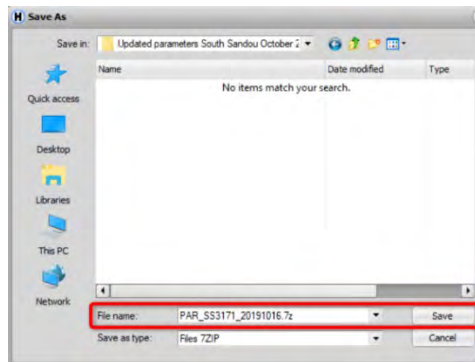 Save As
Save in: Updated parameters South Sandou October 2
Name Date modified Type
No items match your search.
Quick access
Desktop
Libraries
This PC
Network
File name: PAR_SS3171_20191016.7z Save
Save as type: Files 7ZIP Cancel